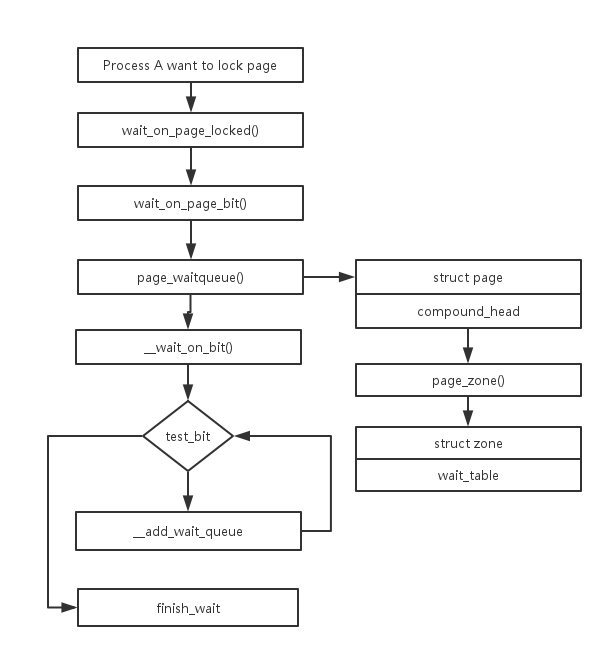 Process A want to lock page
wait_on_page_locked()
wait_on_page_bit()
page_waitqueue()
struct page
compound_head
__wait_on_bit()
page_zone()
test_bit
struct zone
wait_table
__add_wait_queue
finish_wait